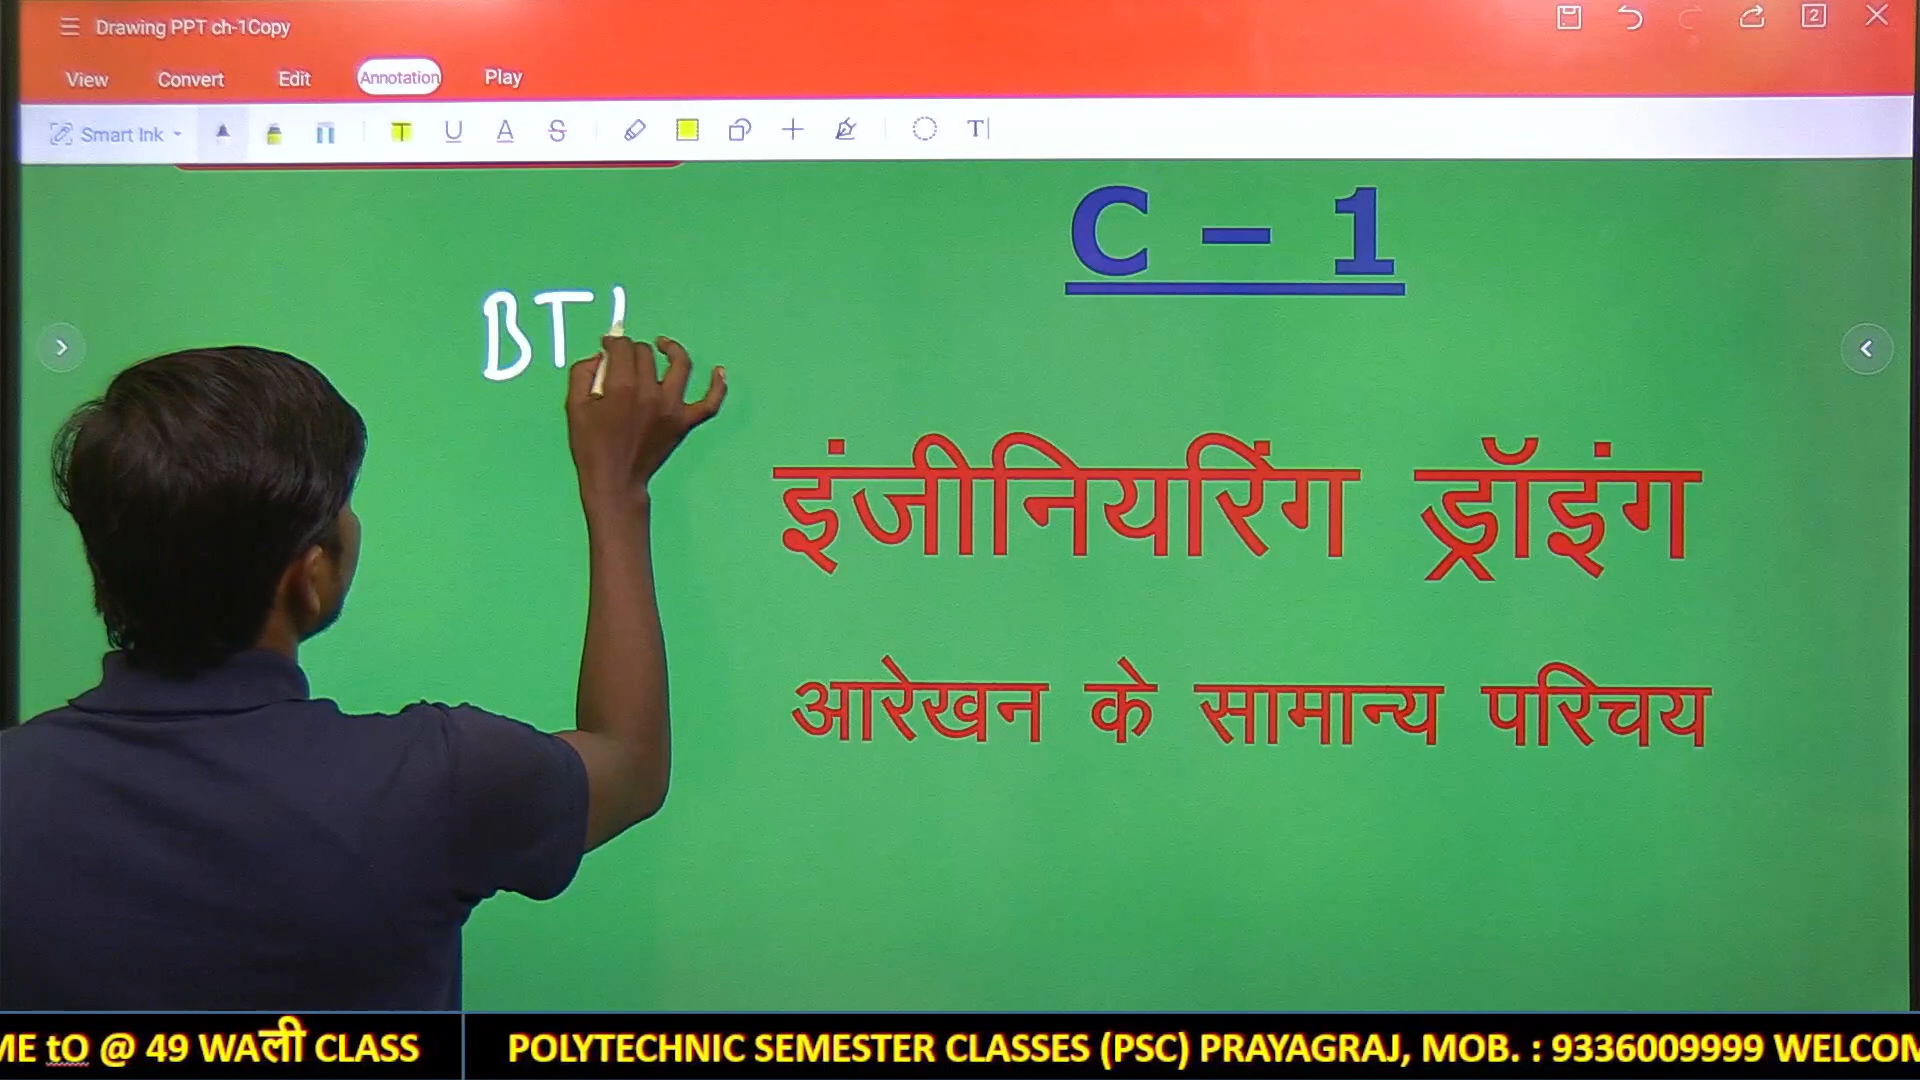 Drawing PPT ch-1Copy
2
View Convert Edit Annotation Play
Smart Ink T U A S T
C – 1
BT
इंजीनियरिंग ड्रॉइंग
आरेखन के सामान्य परिचय
ME tO @ 49 WAली CLASS POLYTECHNIC SEMESTER CLASSES (PSC) PRAYAGRAJ, MOB. : 9336009999 WELCOM